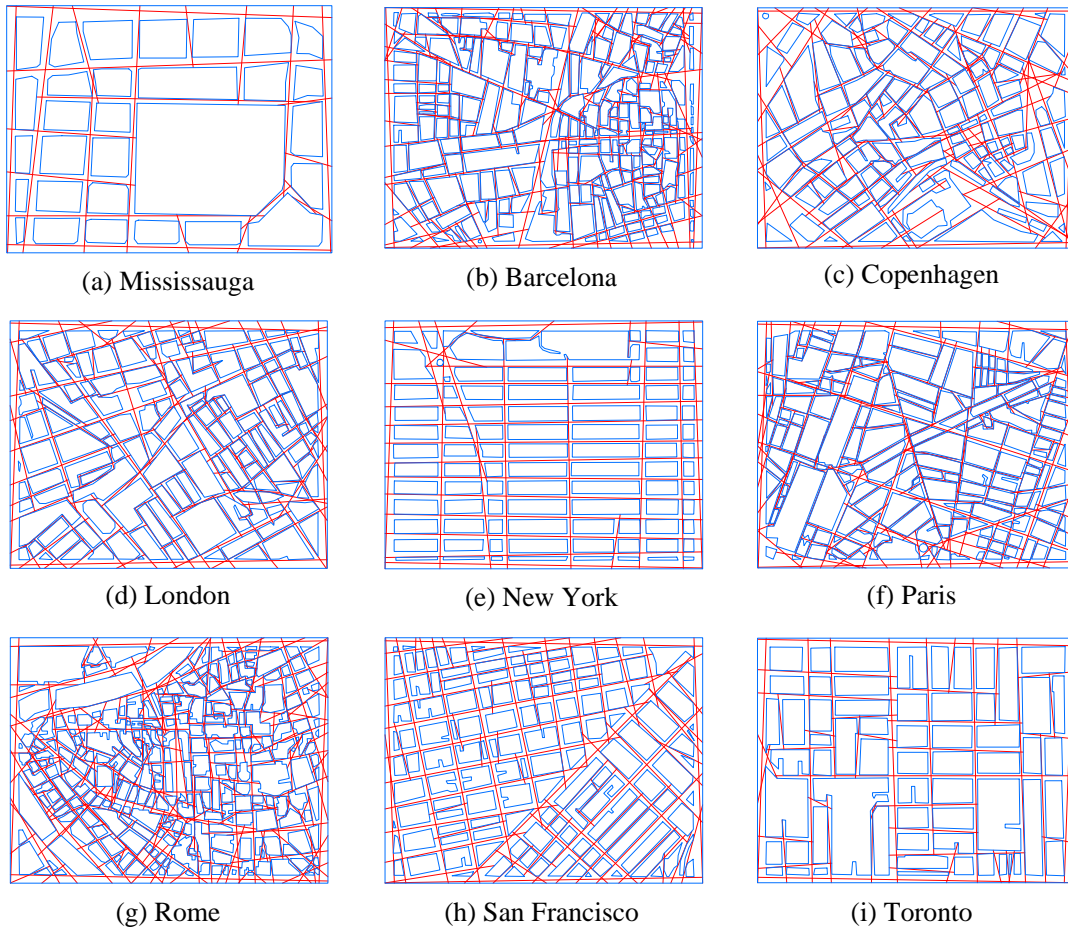 (a) Mississauga
(b) Barcelona
(c) Copenhagen
(d) London
(e) New York
(f) Paris
(g) Rome
(h) San Francisco
(i) Toronto